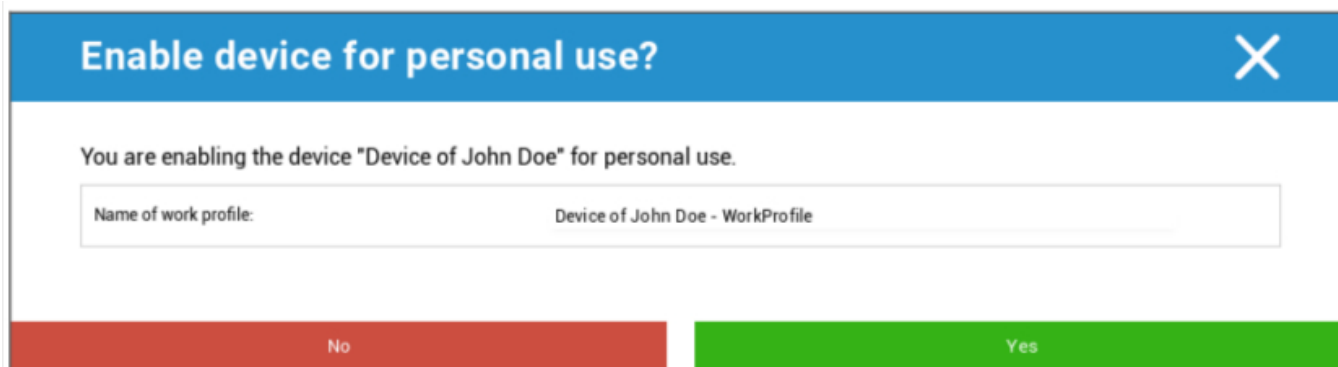 Enable device for personal use?
You are enabling the device "Device of John Doe" for personal use.
Name of work profile: Device of John Doe - WorkProfile
No Yes